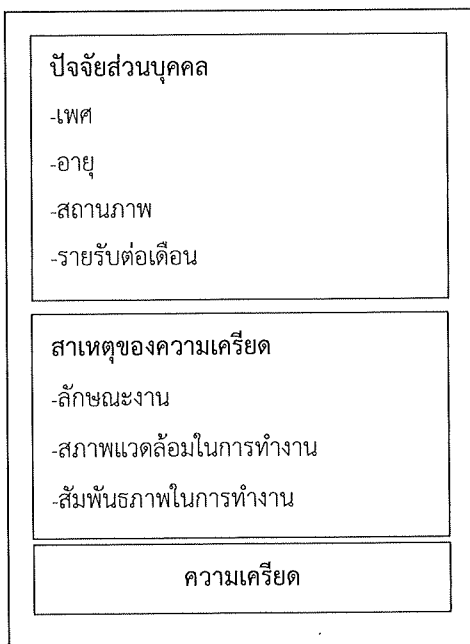 ปัจจัยส่วนบุคคล
-เพศ
-อายุ
-สถานภาพ
-รายรับต่อเดือน
สาเหตุของความเครียด
-ลักษณะงาน
-สภาพแวดล้อมในการทำงาน
-สัมพันธภาพในการทำงาน
ความเครียด